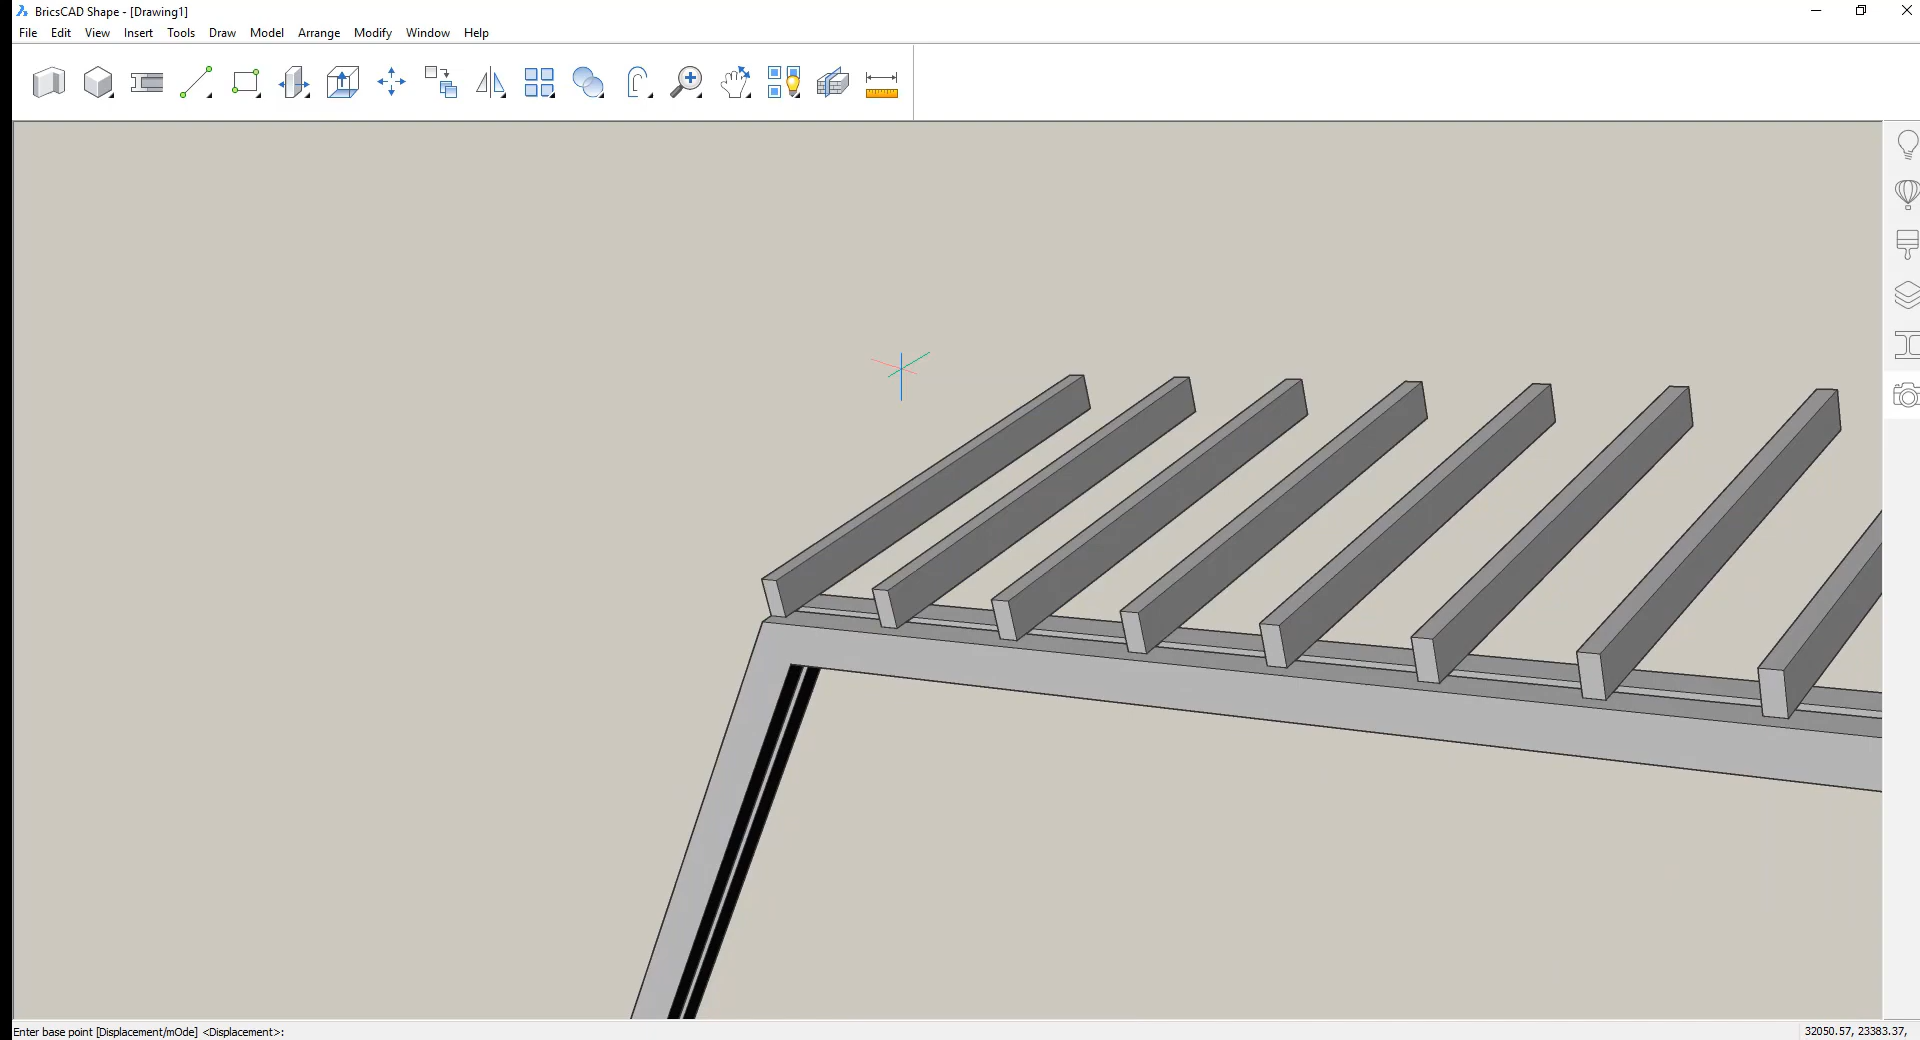 BricsCAD Shape - [Drawing1]
File Edit View Insert Tools Draw Model Arrange Modify Window Help
Enter base point [Displacement/mOde] <Displacement>:
32050.57, 23383.37,